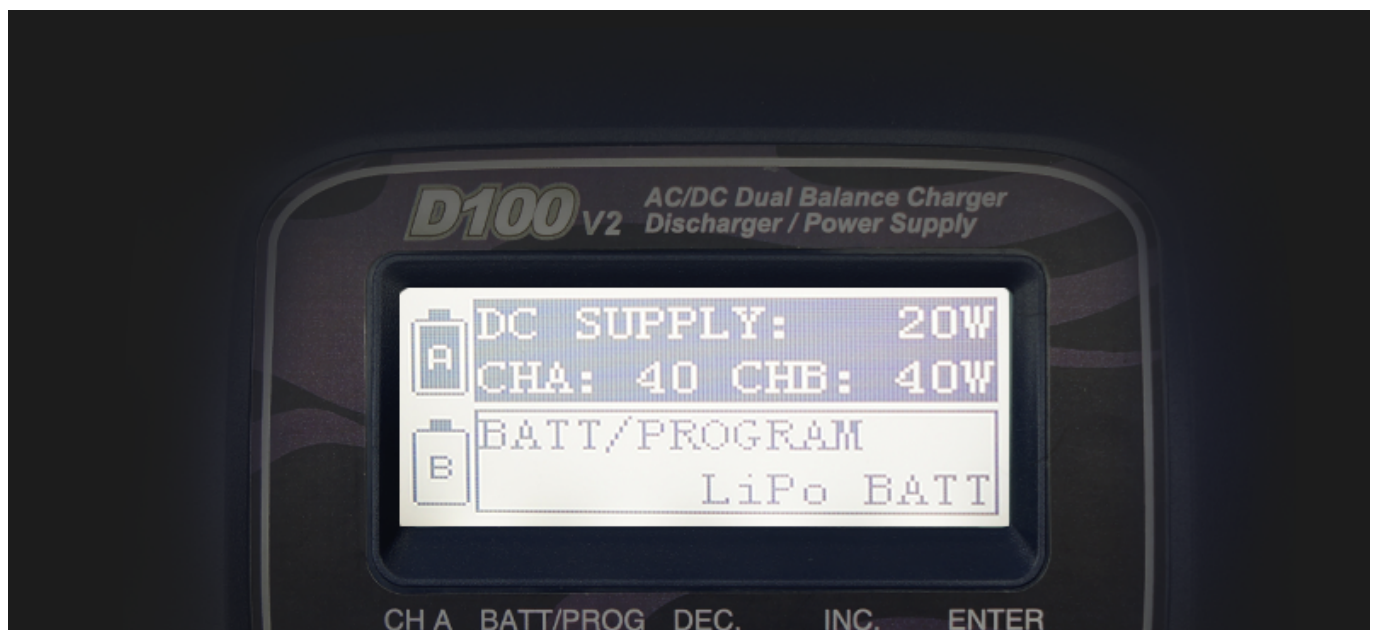 D100 V2
AC/DC Dual Balance Charger
Discharger / Power Supply
A
DC SUPPLY: 20W
CHA: 40 CHB: 40W
B
BATT/PROGRAM
LiPo BATT
CH A BATT/PROG DEC. INC. ENTER